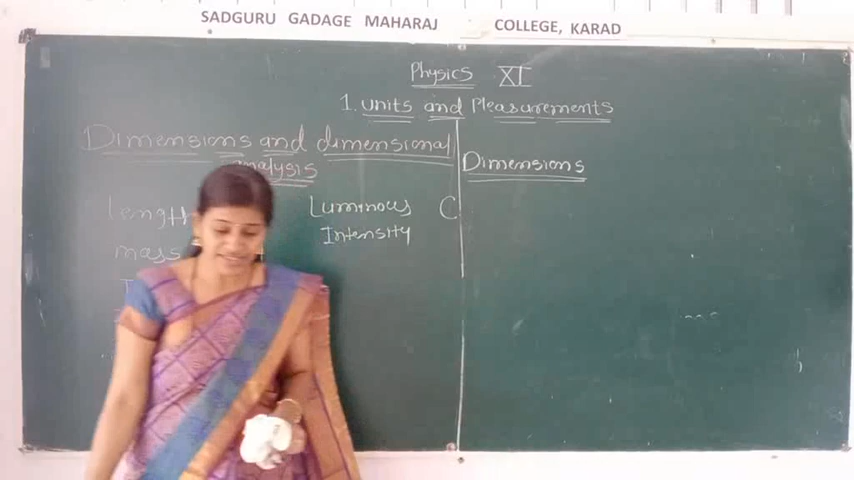 SADGURU GADAGE MAHARAJ COLLEGE, KARAD
Physics XI
1. units and Measurements
Dimensions and dimensional
analysis
Dimensions
Length
Luminous C
mass
Intensity